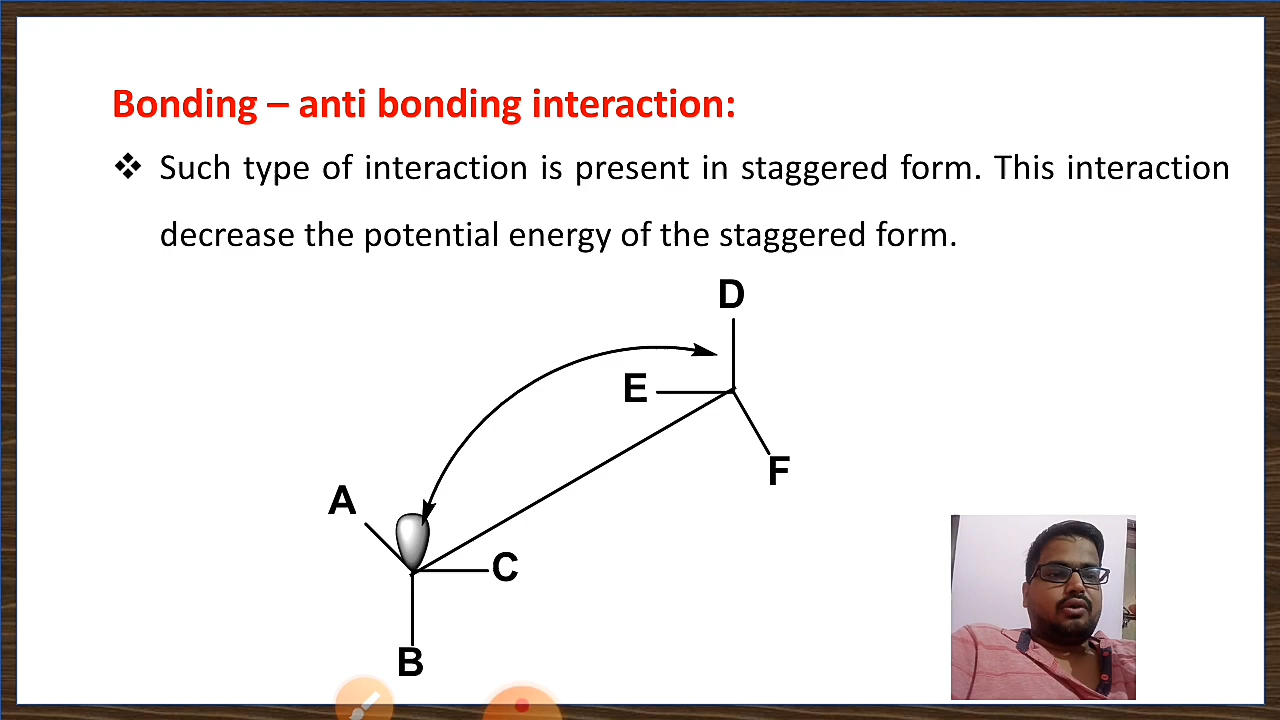 Bonding – anti bonding interaction:
❖ Such type of interaction is present in staggered form. This interaction
decrease the potential energy of the staggered form.
D
E
F
A
C
B